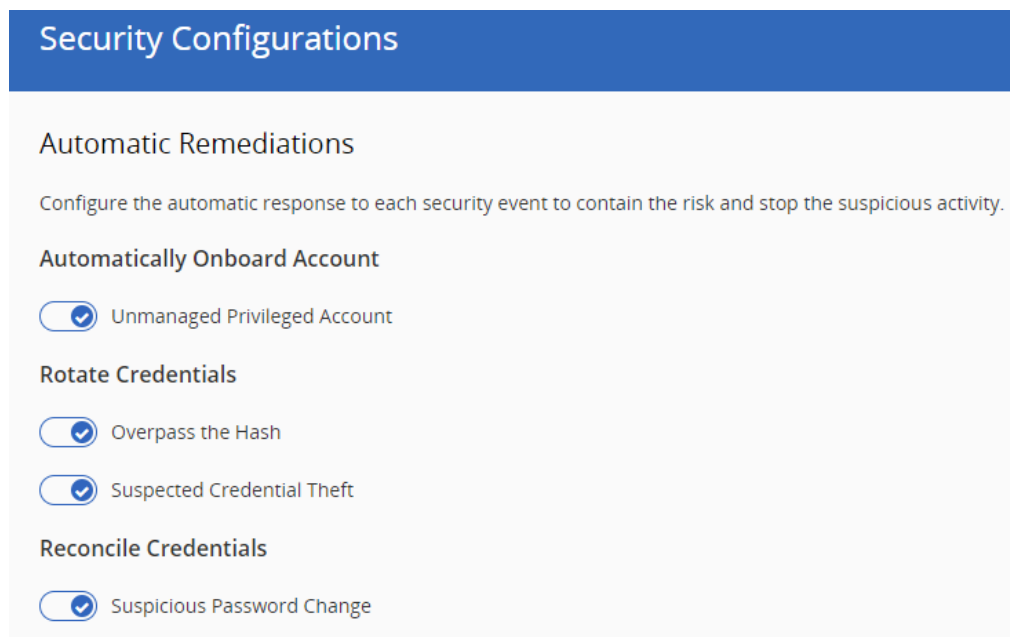 Security Configurations
Automatic Remediations
Configure the automatic response to each security event to contain the risk and stop the suspicious activity.
Automatically Onboard Account
Unmanaged Privileged Account
Rotate Credentials
Overpass the Hash
Suspected Credential Theft
Reconcile Credentials
Suspicious Password Change